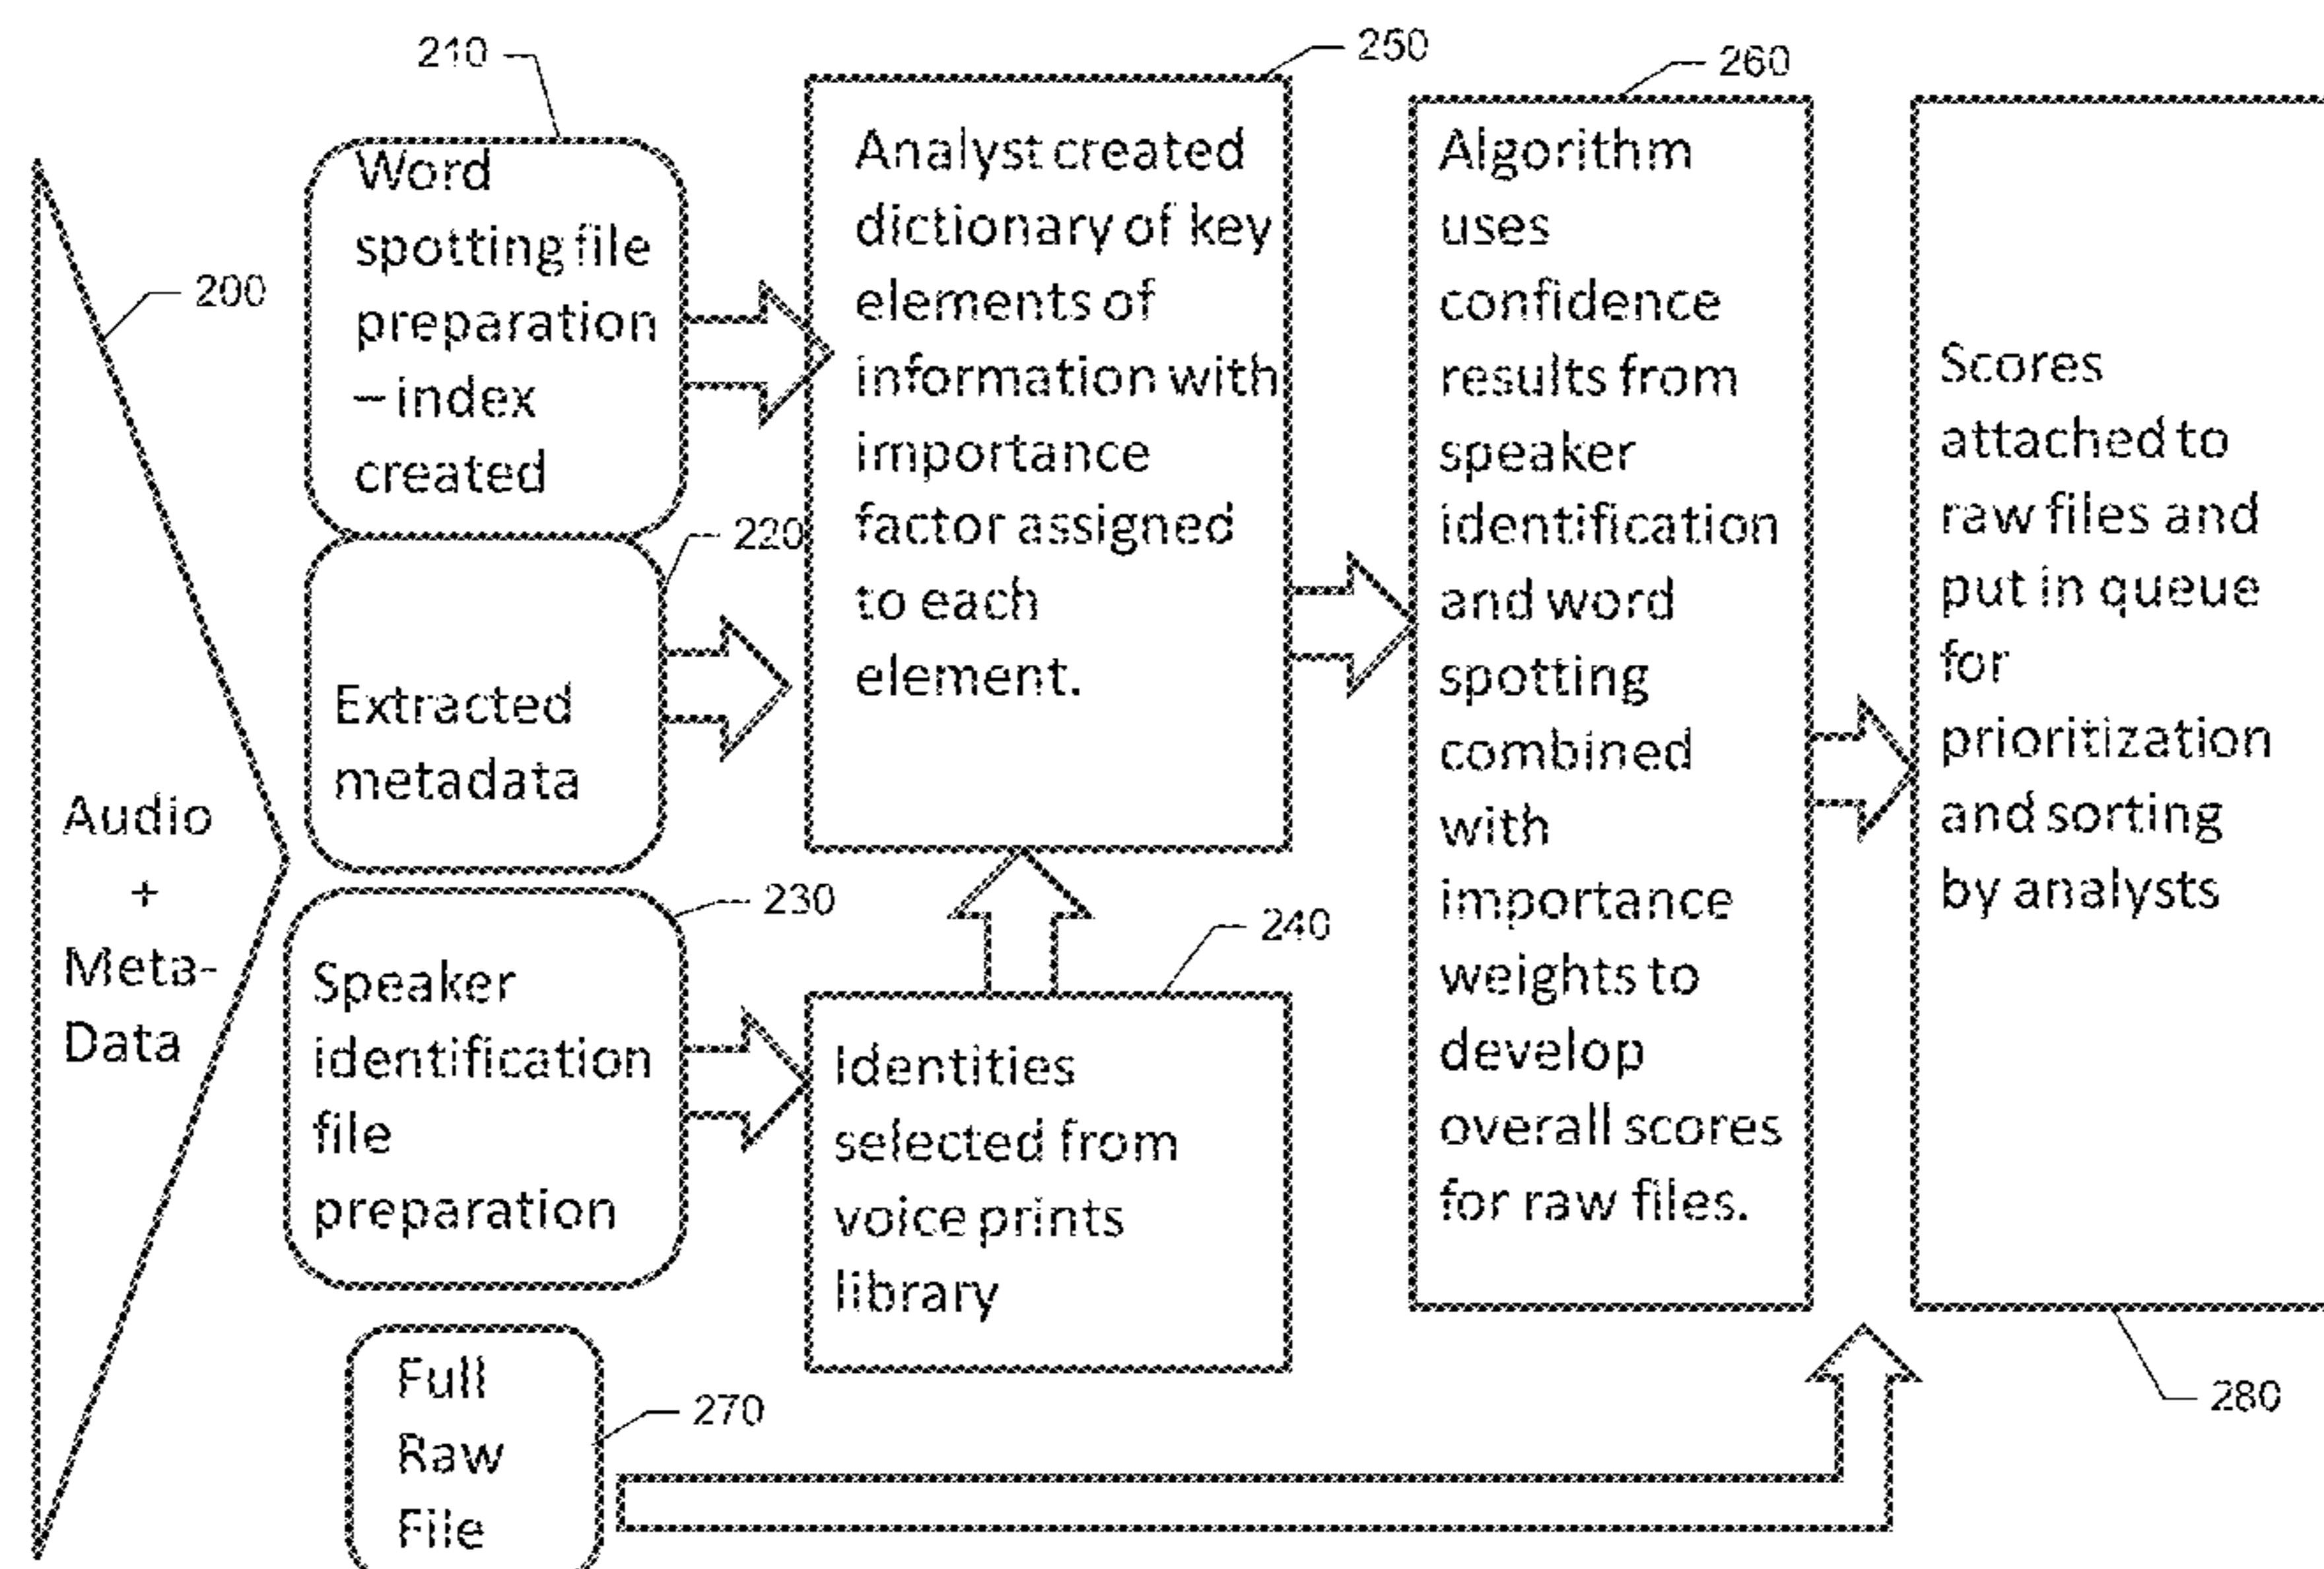 210
250
260
Word
spotting file
preparation
– index
created
200
220
Extracted
metadata
Audio
+
Meta-
Data
230
Speaker
identification
file
preparation
240
Identities
selected from
voice prints
library
Analyst created
dictionary of key
elements of
information with
importance
factor assigned
to each
element.
Algorithm
uses
confidence
results from
speaker
identification
and word
spotting
combined
with
importance
weights to
develop
overall scores
for raw files.
Scores
attached to
raw files and
put in queue
for
prioritization
and sorting
by analysts
Full
Raw
File
270
280